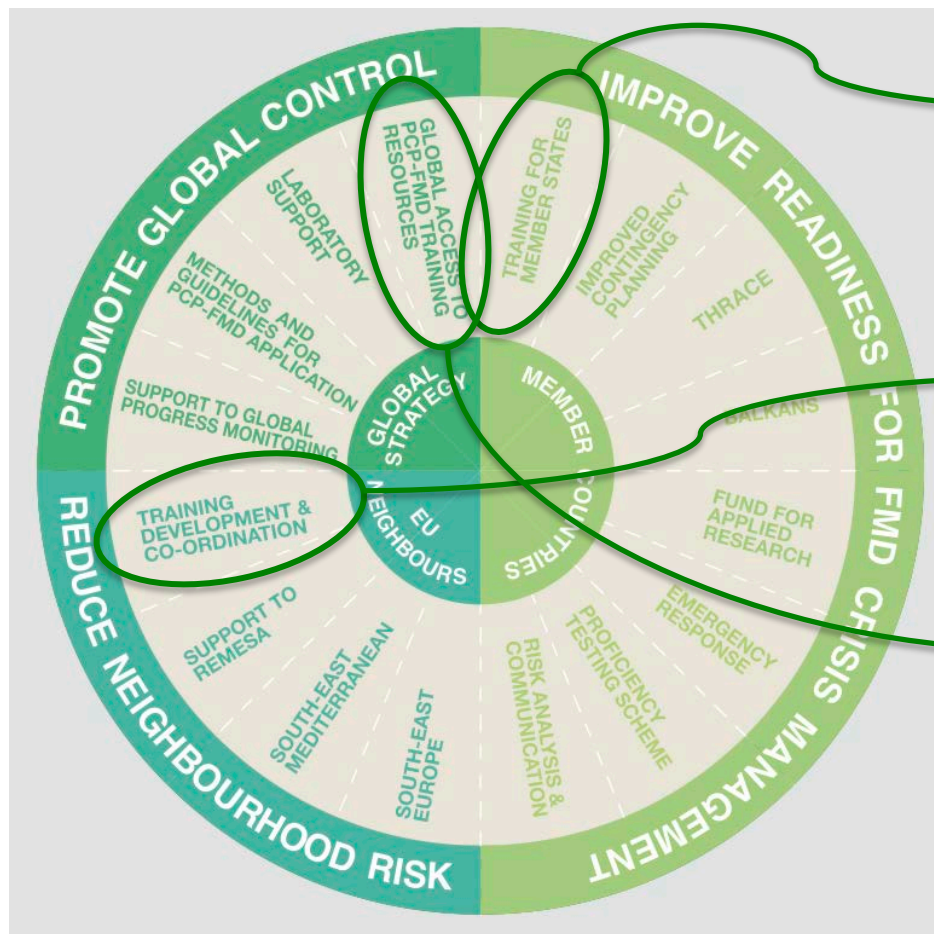 PROMOTE GLOBAL CONTROL
IMPROVE READINESS FOR FMD CRISIS MANAGEMENT
REDUCE NEIGHBOURHOOD RISK
GLOBAL
STRATEGY
MEMBER COUNTRIES
EU
NEIGHBOURS
TRAINING FOR
MEMBER STATES
IMPROVED
CONTINGENCY
PLANNING
THRACE
BALKANS
FUND FOR
APPLIED
RESEARCH
EMERGENCY
RESPONSE
PROFICIENCY
TESTING SCHEME
RISK ANALYSIS &
COMMUNICATION
SOUTH-EAST
EUROPE
SOUTH-EAST
MEDITERRANEAN
SUPPORT TO
REMESA
TRAINING
DEVELOPMENT &
CO-ORDINATION
SUPPORT TO GLOBAL
PROGRESS MONITORING
METHODS AND
GUIDELINES FOR
PCP-FMD APPLICATION
LABORATORY
SUPPORT
GLOBAL ACCESS TO
PCP-FMD TRAINING
RESOURCES